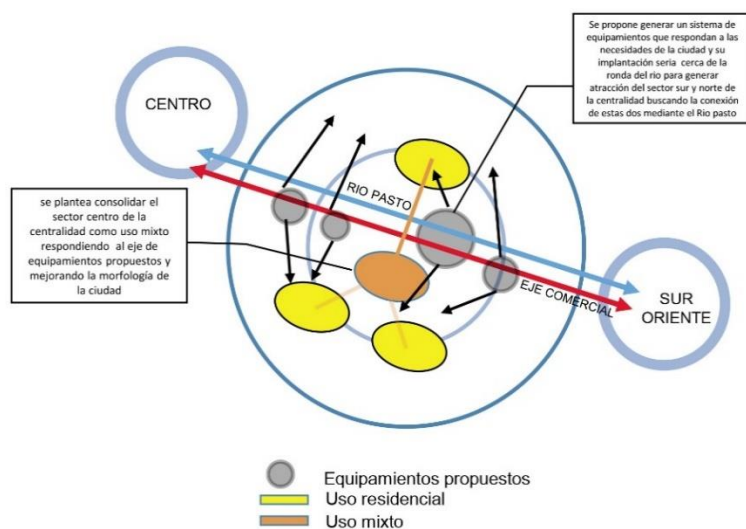 Se propone generar un sistema de
equipamientos que respondan a las
necesidades de la ciudad y su
implantación seria cerca de la
ronda del rio para generar
atracción del sector sur y norte de
la centralidad buscando la conexión
de estas dos mediante el Rio pasto
CENTRO
RIO PASTO
se plantea consolidar el
sector centro de la
centralidad como uso mixto
respondiendo al eje de
equipamientos propuestos y
mejorando la morfología de
la ciudad
EJE COMERCIAL
SUR
ORIENTE
Equipamientos propuestos
Uso residencial
Uso mixto